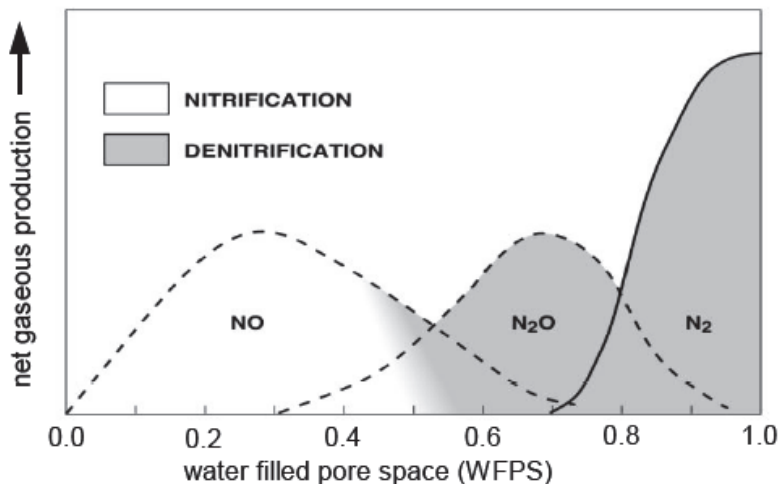 net gaseous production
NITRIFICATION
DENITRIFICATION
NO
N₂O
N₂
0.0 0.2 0.4 0.6 0.8 1.0
water filled pore space (WFPS)